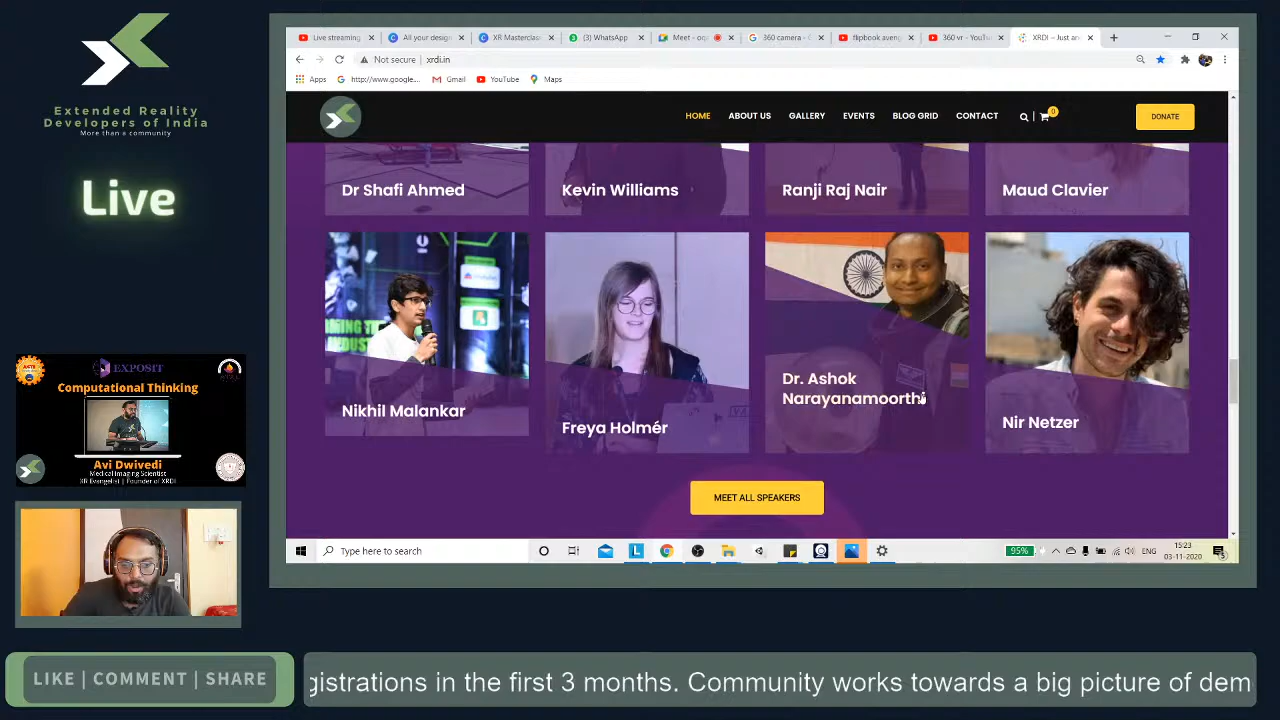 Extended Reality
Developers of India
More than a community
Live
EXPOSIT
Computational Thinking
Avi Dwivedi
Medical Imaging Scientist
XR Evangelist | Founder of XRDI
LIKE | COMMENT | SHARE
gistrations in the first 3 months. Community works towards a big picture of dem
Live streaming
All your design
XR Masterclass
(3) WhatsApp
Meet - oq
360 camera - G
flipbook aveng
360 vr - YouTu
XRDI – Just an
Not secure | xrdi.in
Apps
http://www.google....
Gmail
YouTube
Maps
HOME
ABOUT US
GALLERY
EVENTS
BLOG GRID
CONTACT
0
DONATE
Dr Shafi Ahmed
Kevin Williams
Ranji Raj Nair
Maud Clavier
Nikhil Malankar
Freya Holmér
Dr. Ashok
Narayanamoorthi
Nir Netzer
MEET ALL SPEAKERS
Type here to search
95%
ENG
15:23
03-11-2020